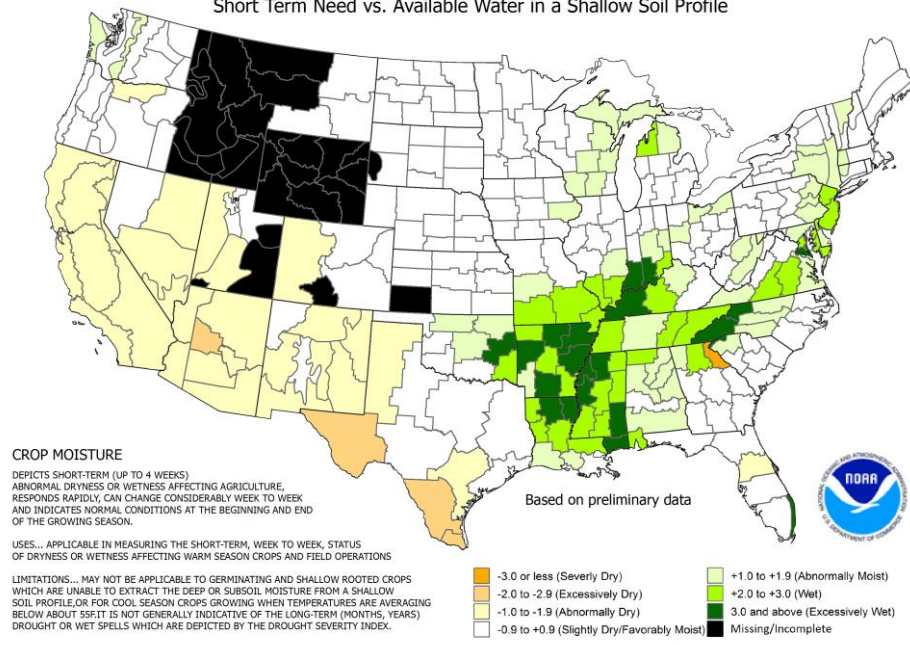 Short Term Need vs. Available Water in a Shallow Soil Profile
CROP MOISTURE
DEPICTS SHORT-TERM (UP TO 4 WEEKS)
ABNORMAL DRYNESS OR WETNESS AFFECTING AGRICULTURE,
RESPONDS RAPIDLY, CAN CHANGE CONSIDERABLY WEEK TO WEEK
AND INDICATES NORMAL CONDITIONS AT THE BEGINNING AND END
OF THE GROWING SEASON.
USES... APPLICABLE IN MEASURING THE SHORT-TERM, WEEK TO WEEK, STATUS
OF DRYNESS OR WETNESS AFFECTING WARM SEASON CROPS AND FIELD OPERATIONS
LIMITATIONS... MAY NOT BE APPLICABLE TO GERMINATING AND SHALLOW ROOTED CROPS
WHICH ARE UNABLE TO EXTRACT THE DEEP OR SUBSOIL MOISTURE FROM A SHALLOW
SOIL PROFILE,OR FOR COOL SEASON CROPS GROWING WHEN TEMPERATURES ARE AVERAGING
BELOW ABOUT 55F.IT IS NOT GENERALLY INDICATIVE OF THE LONG-TERM (MONTHS, YEARS)
DROUGHT OR WET SPELLS WHICH ARE DEPICTED BY THE DROUGHT SEVERITY INDEX.
Based on preliminary data
NATIONAL OCEANIC AND ATMOSPHERIC ADMINISTRATION
NOAA
U.S. DEPARTMENT OF COMMERCE
-3.0 or less (Severly Dry)
-2.0 to -2.9 (Excessively Dry)
-1.0 to -1.9 (Abnormally Dry)
-0.9 to +0.9 (Slightly Dry/Favorably Moist)
+1.0 to +1.9 (Abnormally Moist)
+2.0 to +3.0 (Wet)
3.0 and above (Excessively Wet)
Missing/Incomplete